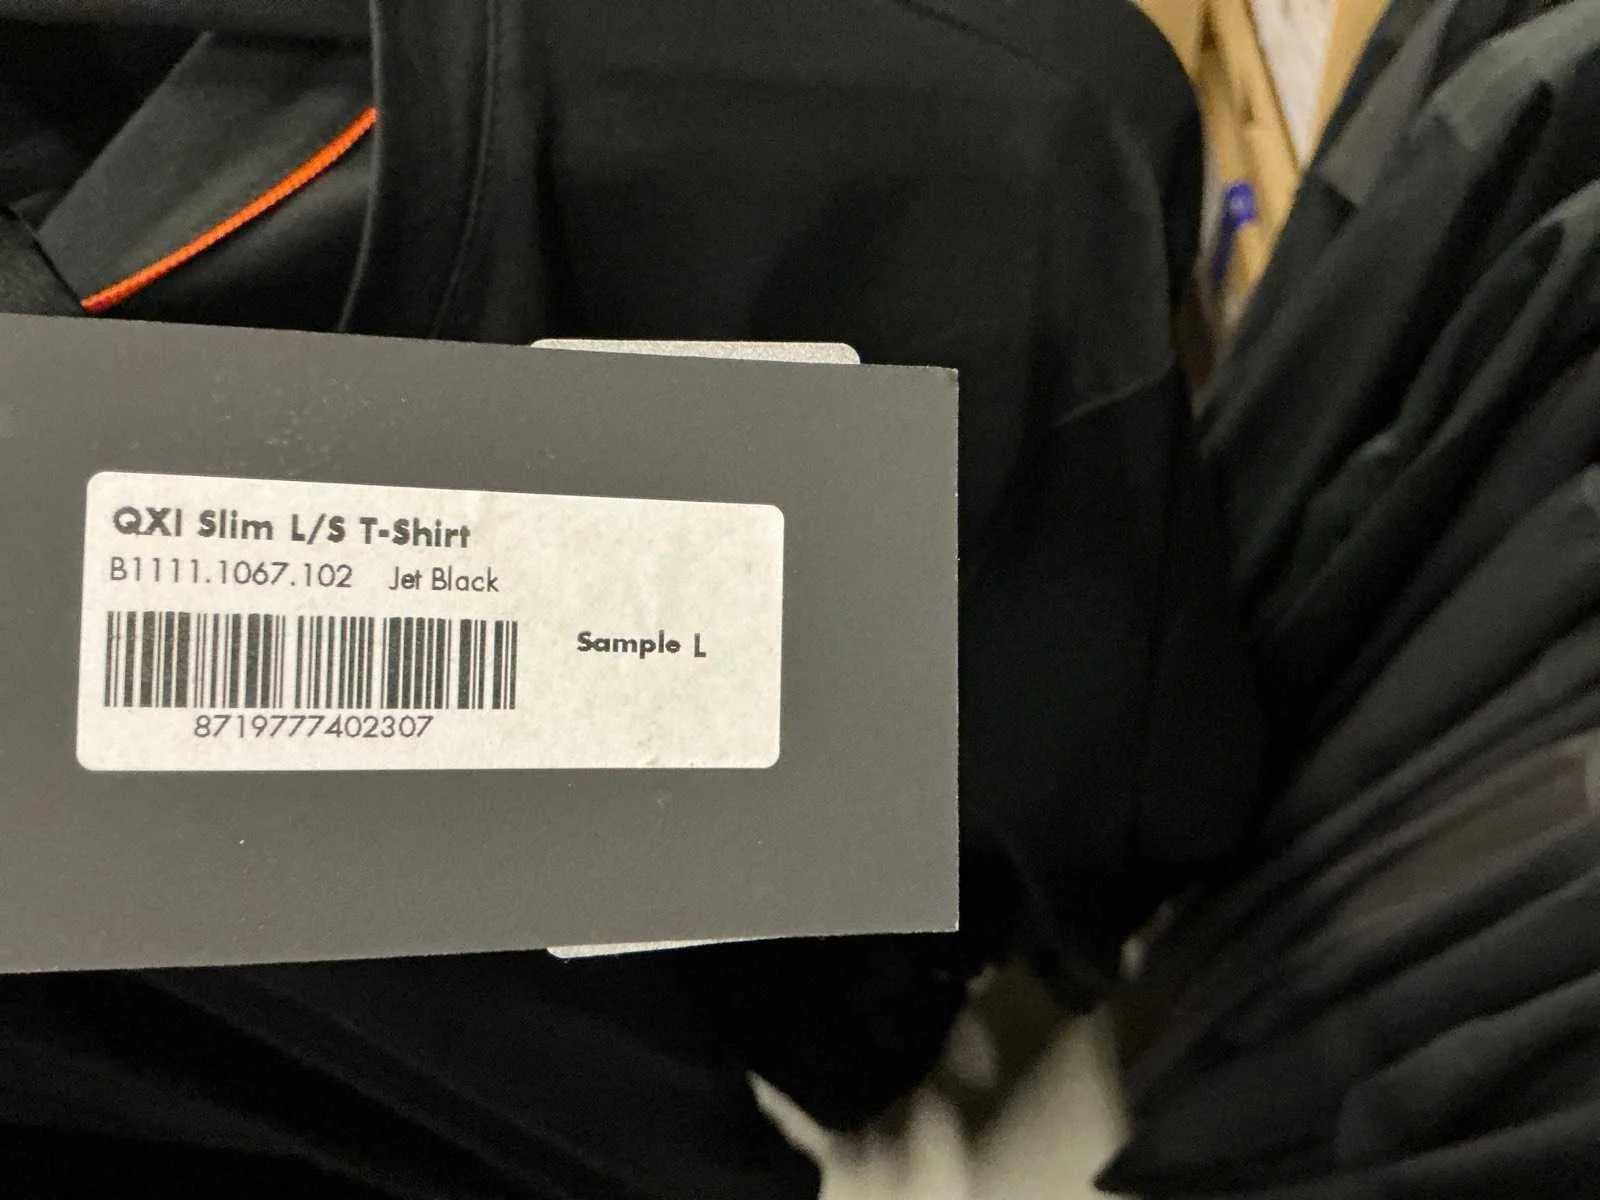 QXI Slim L/S T-Shirt
B1111.1067.102 Jet Black
Sample L
8719777402307